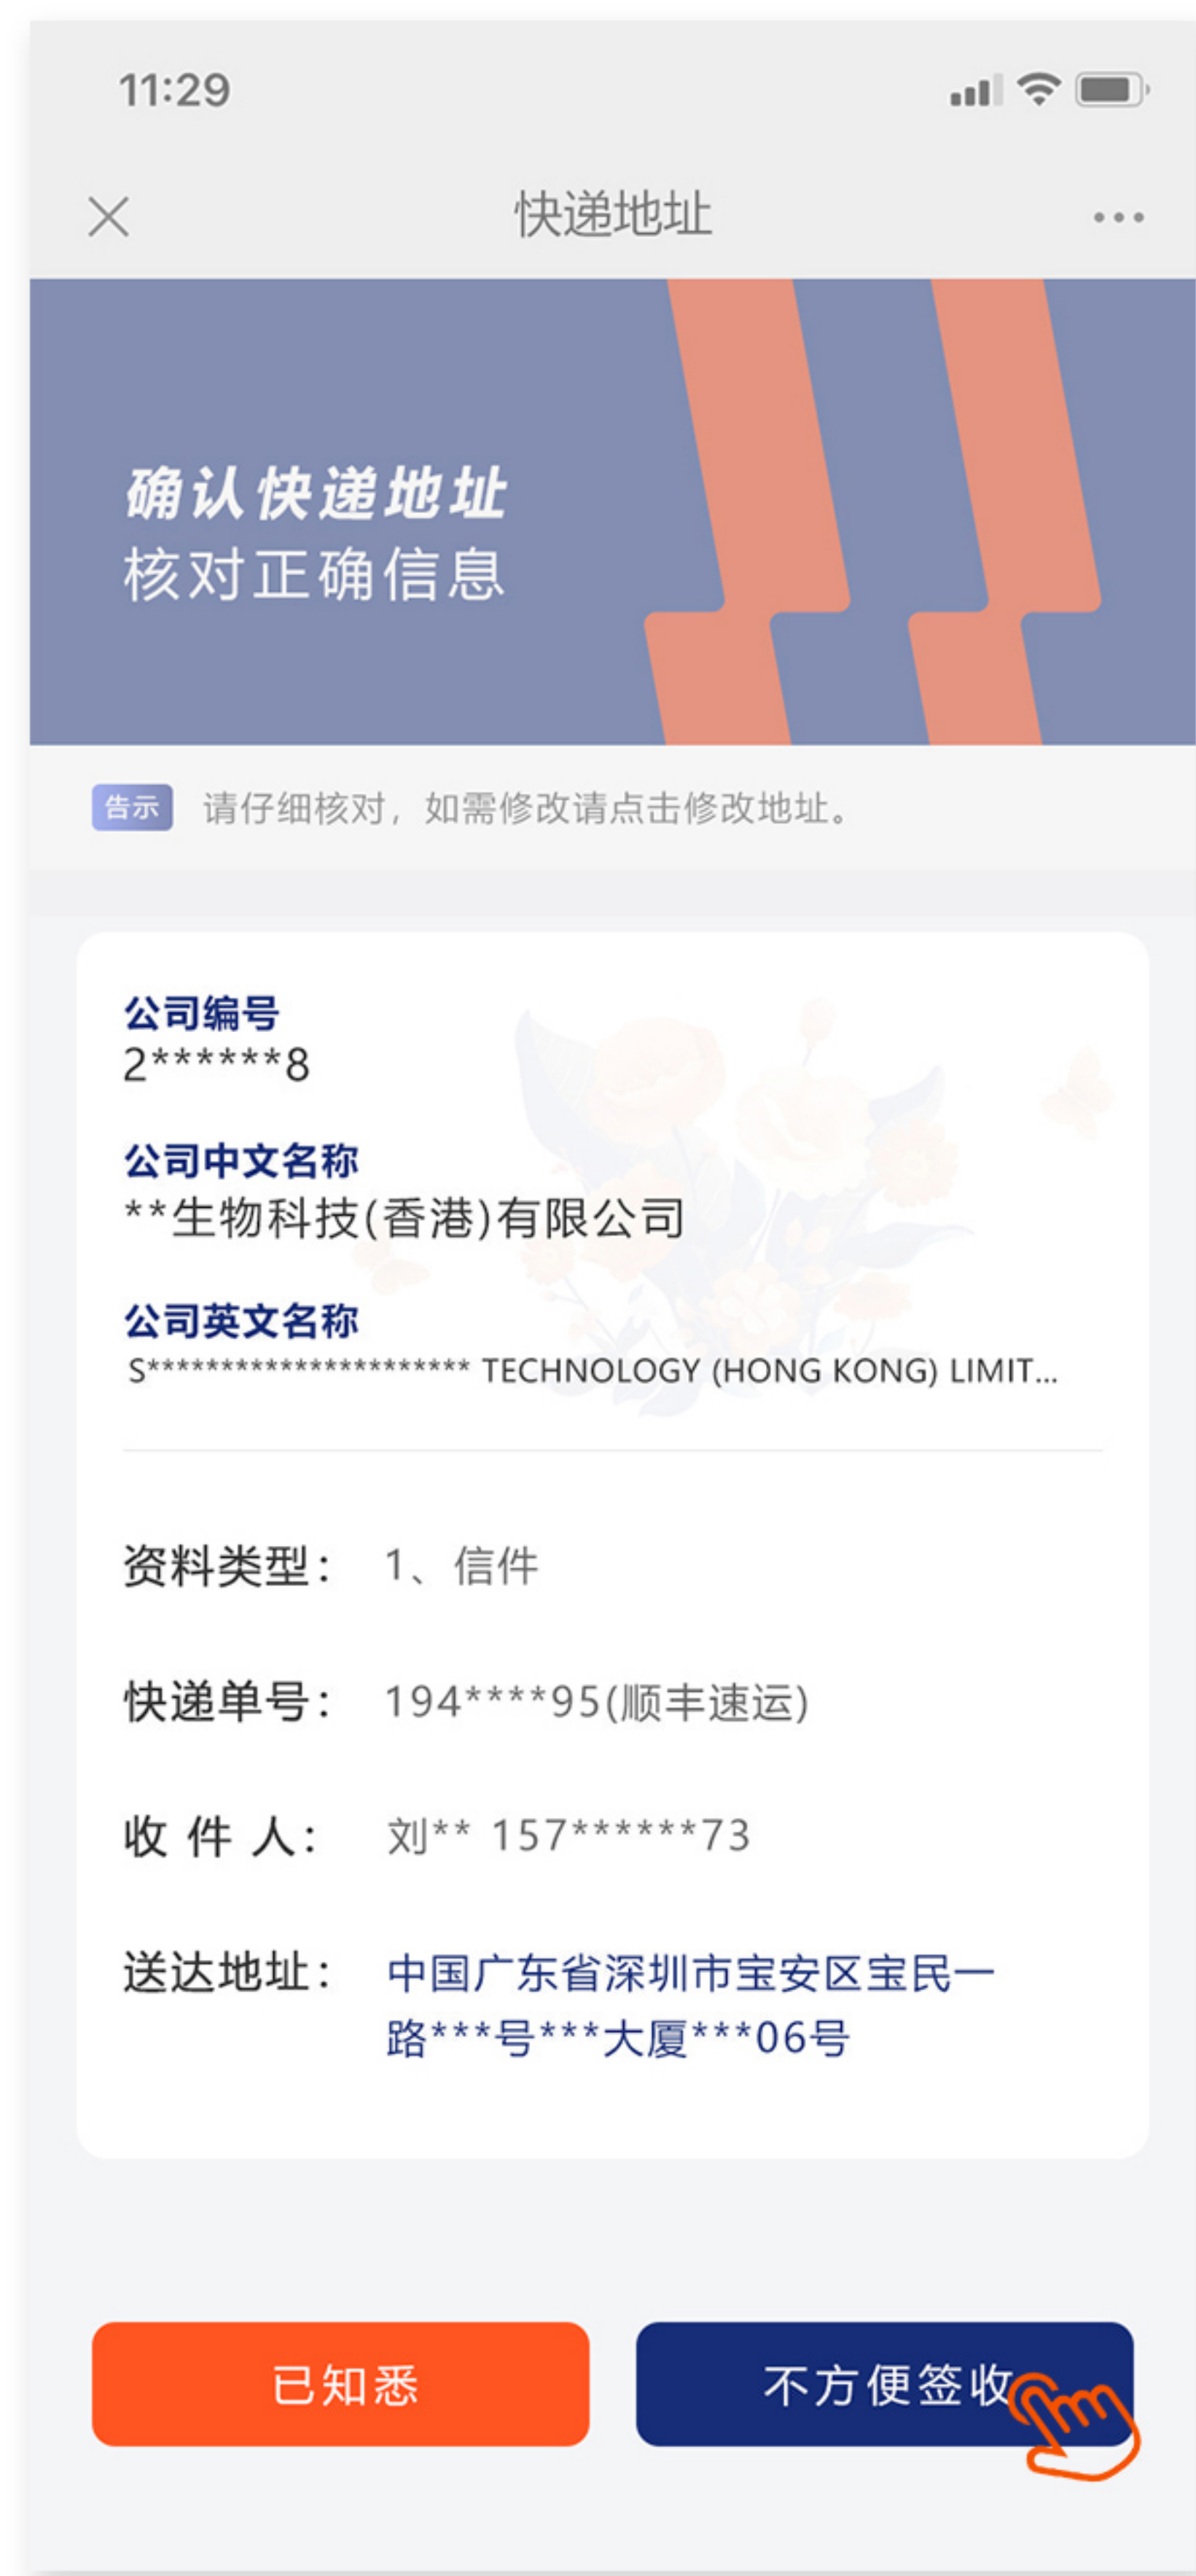 11:29
快递地址
确认快递地址
核对正确信息
告示 请仔细核对，如需修改请点击修改地址。
公司编号
2******8
公司中文名称
**生物科技(香港)有限公司
公司英文名称
S********************** TECHNOLOGY (HONG KONG) LIMIT...
资料类型： 1、信件
快递单号： 194****95(顺丰速运)
收 件 人： 刘** 157******73
送达地址： 中国广东省深圳市宝安区宝民一
路***号***大厦***06号
已知悉 不方便签收